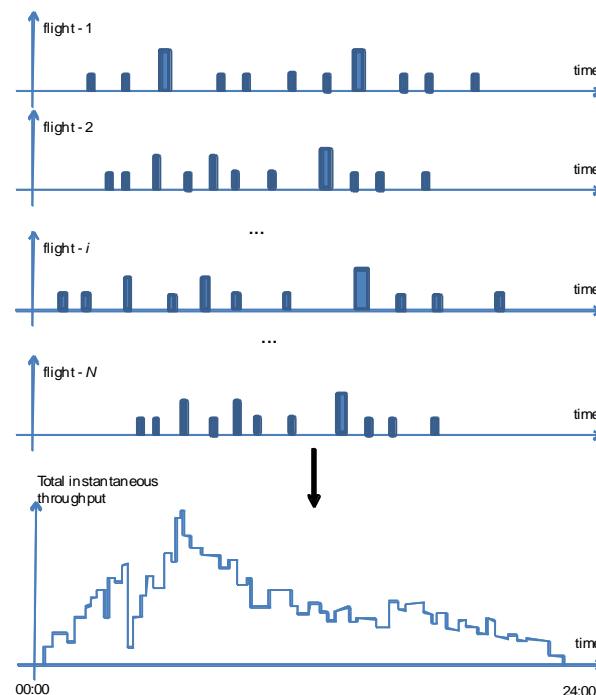 flight - 1
time
flight - 2
time
...
flight - i
time
...
flight - N
time
Total instantaneous
throughput
time
00:00
24:00